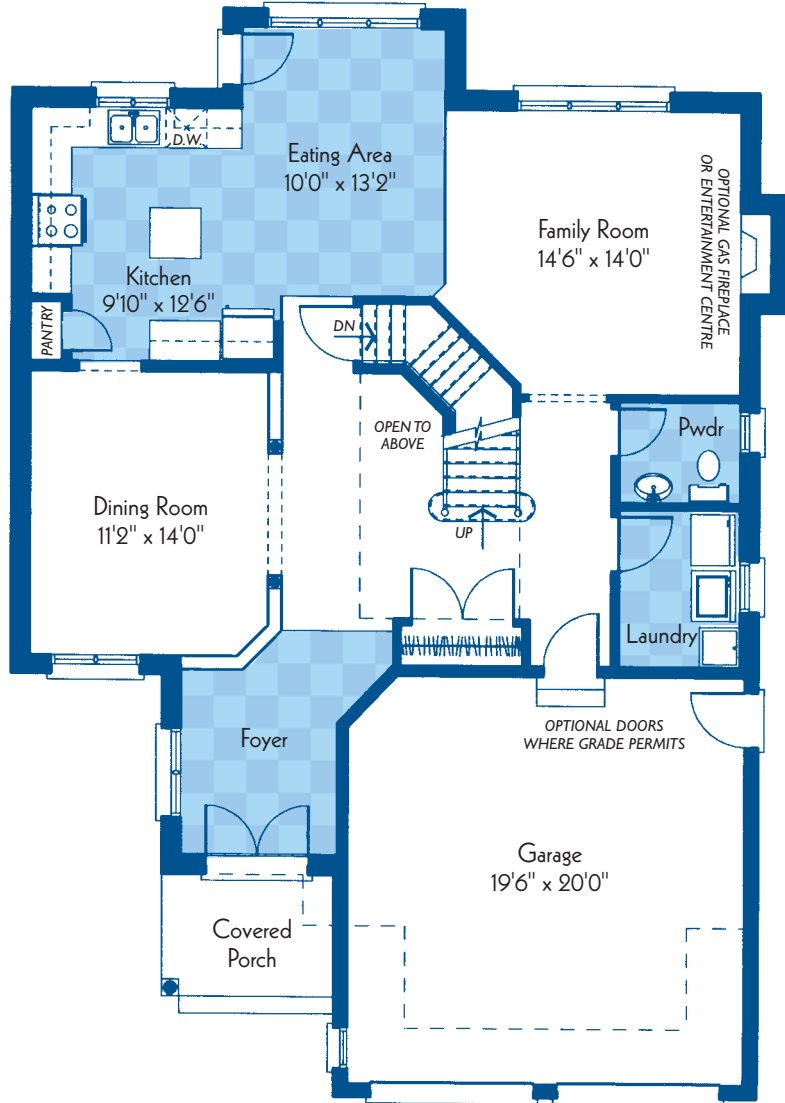 D.W.
Eating Area
10'0" x 13'2"
Family Room
14'6" x 14'0"
OPTIONAL GAS FIREPLACE
OR ENTERTAINMENT CENTRE
Kitchen
9'10" x 12'6"
PANTRY
DN
OPEN TO
ABOVE
Pwdr
Dining Room
11'2" x 14'0"
UP
Laundry
Foyer
OPTIONAL DOORS
WHERE GRADE PERMITS
Garage
19'6" x 20'0"
Covered
Porch